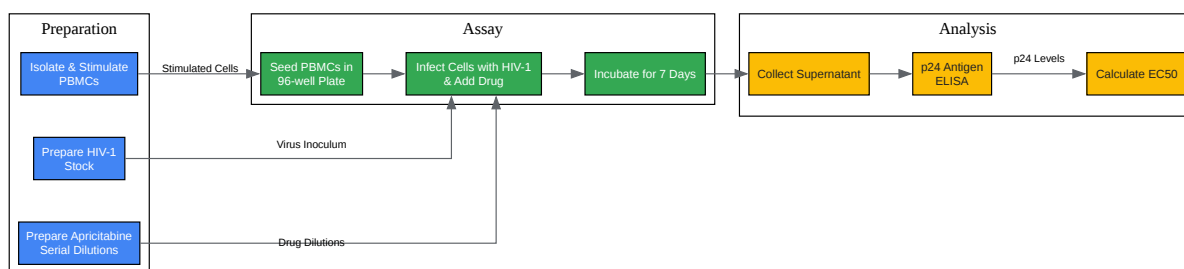 Preparation
Isolate & Stimulate
PBMCs
Prepare HIV-1
Stock
Prepare Apricitabine
Serial Dilutions
Stimulated Cells
Virus Inoculum
Drug Dilutions
Assay
Seed PBMCs in
96-well Plate
Infect Cells with HIV-1
& Add Drug
Incubate for 7 Days
Analysis
Collect Supernatant
p24 Antigen
ELISA
p24 Levels
Calculate EC50